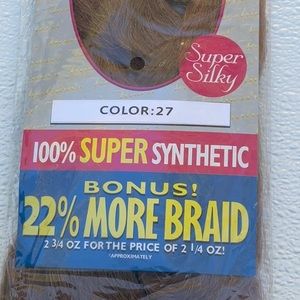 Super
Silky
COLOR:27
100% SUPER SYNTHETIC
BONUS!
22% MORE BRAID
2 3/4 OZ FOR THE PRICE OF 2 1/4 OZ!
*APPROXIMATELY